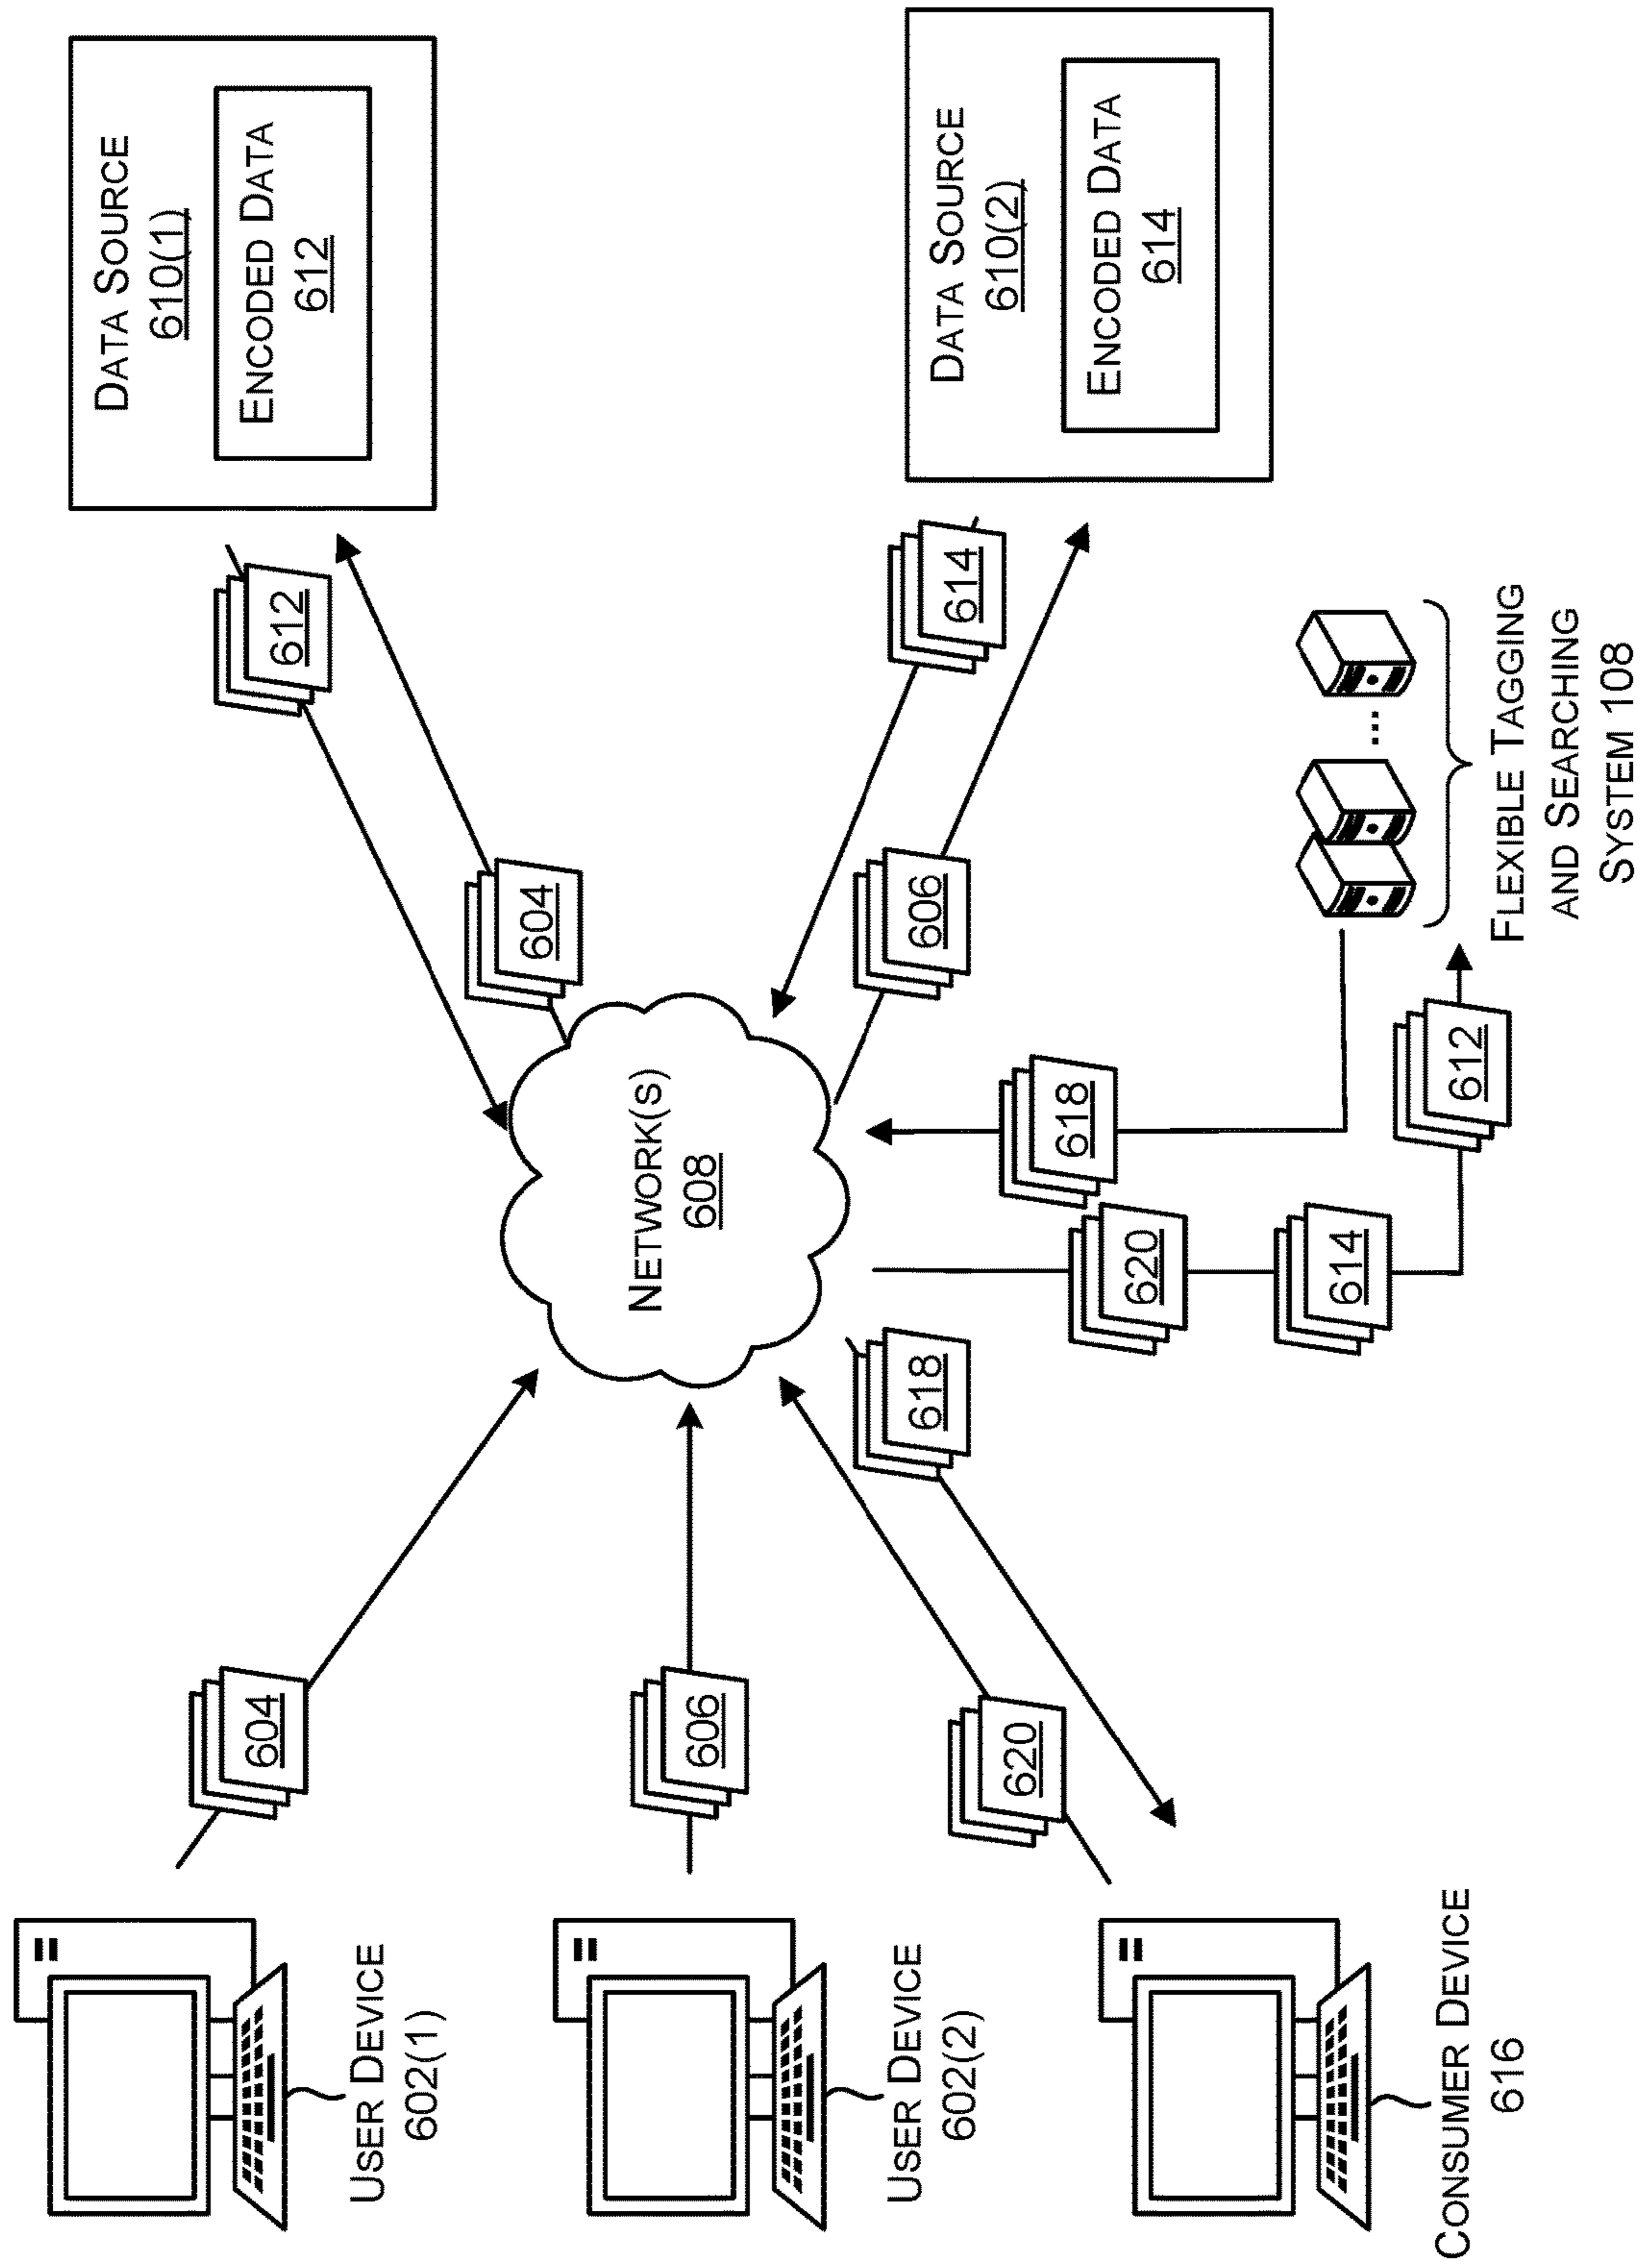 USER DEVICE
602(1)
604
USER DEVICE
602(2)
606
CONSUMER DEVICE
616
620
618
NETWORK(S)
608
612
604
DATA SOURCE
610(1)
ENCODED DATA
612
614
606
DATA SOURCE
610(2)
ENCODED DATA
614
618
620
614
612
FLEXIBLE TAGGING
AND SEARCHING
SYSTEM 108
...